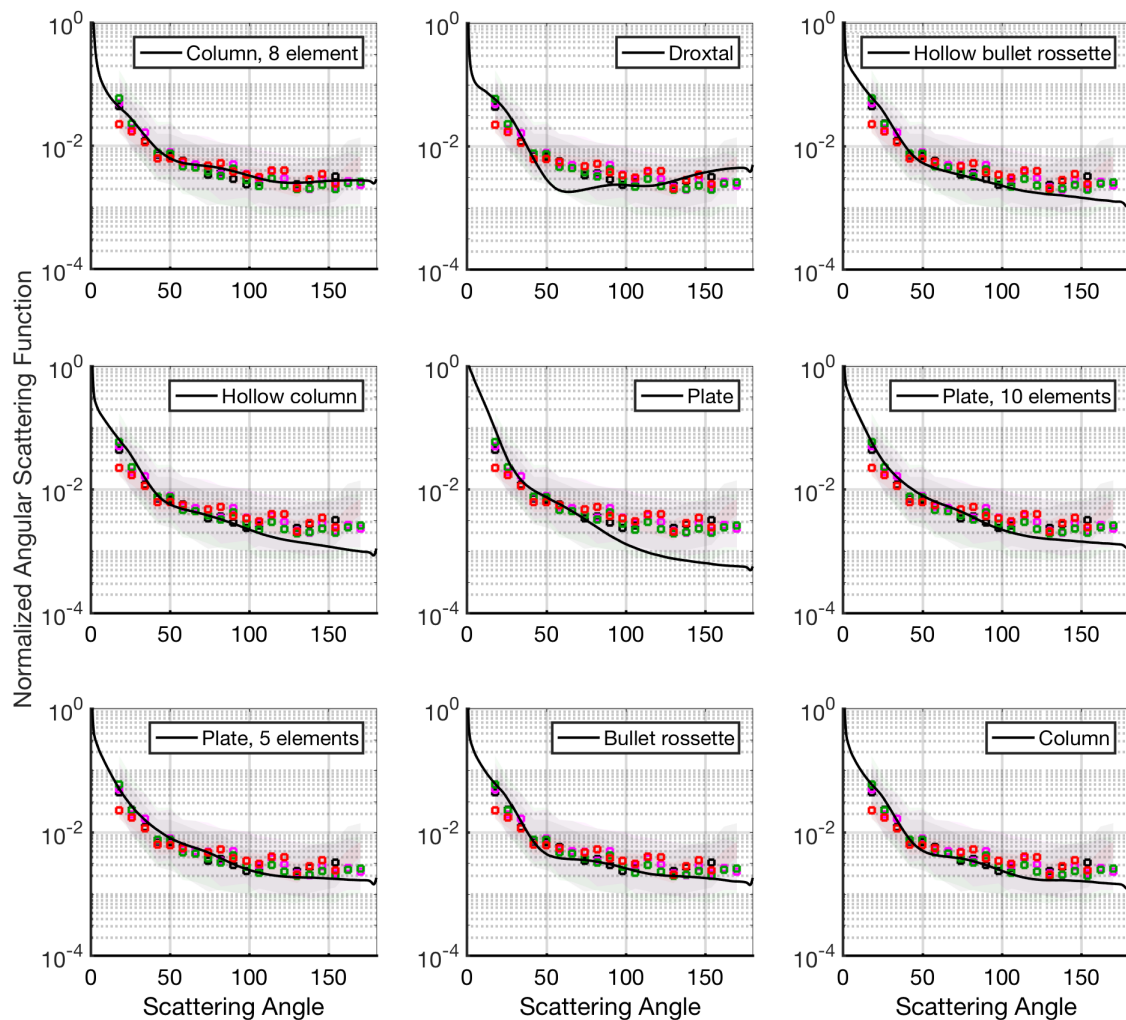 Normalized Angular Scattering Function
10^0
10^-2
10^-4
0 50 100 150
Column, 8 element
10^0
10^-2
10^-4
0 50 100 150
Droxtal
10^0
10^-2
10^-4
0 50 100 150
Hollow bullet rossette
10^0
10^-2
10^-4
0 50 100 150
Hollow column
10^0
10^-2
10^-4
0 50 100 150
Plate
10^0
10^-2
10^-4
0 50 100 150
Plate, 10 elements
10^0
10^-2
10^-4
0 50 100 150
Plate, 5 elements
Scattering Angle
10^0
10^-2
10^-4
0 50 100 150
Bullet rossette
Scattering Angle
10^0
10^-2
10^-4
0 50 100 150
Column
Scattering Angle